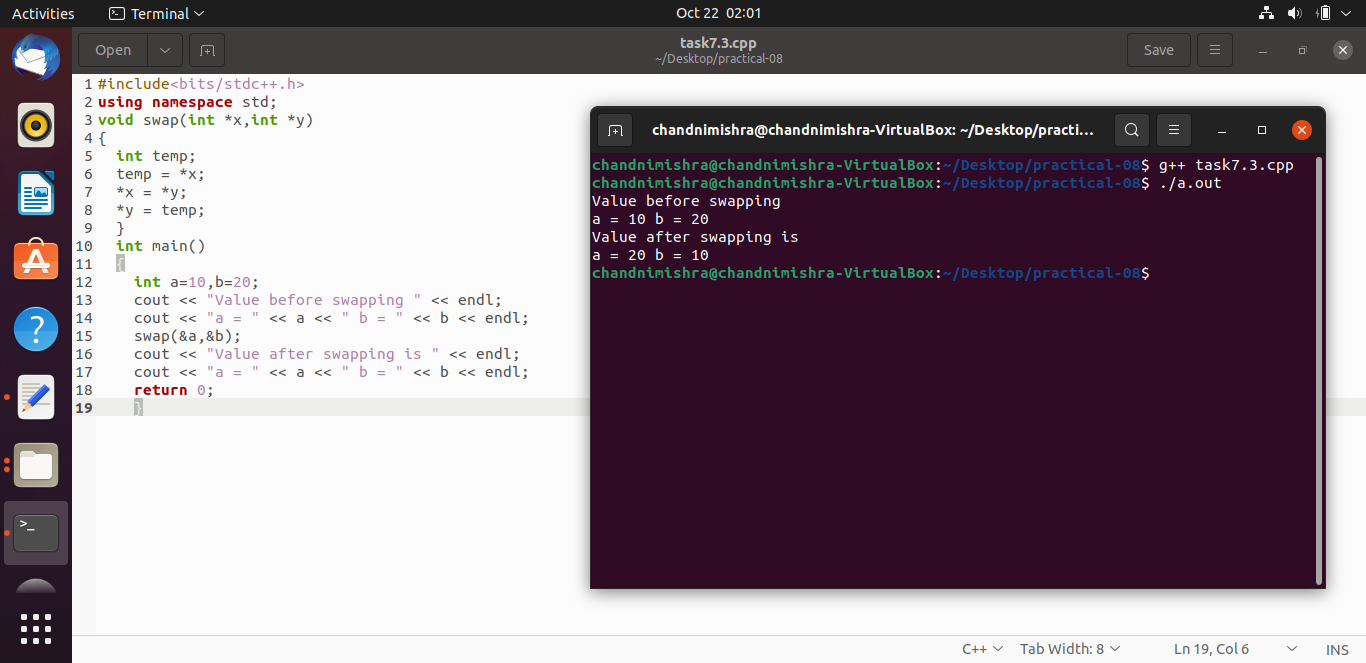 Activities
Terminal
Oct 22 02:01
Open
task7.3.cpp
~/Desktop/practical-08
Save
1 #include<bits/stdc++.h>
2 using namespace std;
3 void swap(int *x,int *y)
4 {
5   int temp;
6   temp = *x;
7   *x = *y;
8   *y = temp;
9   }
10   int main()
11   {
12     int a=10,b=20;
13     cout << "Value before swapping " << endl;
14     cout << "a = " << a << " b = " << b << endl;
15     swap(&a,&b);
16     cout << "Value after swapping is " << endl;
17     cout << "a = " << a << " b = " << b << endl;
18     return 0;
19     }
chandnimishra@chandnimishra-VirtualBox: ~/Desktop/practi...
chandnimishra@chandnimishra-VirtualBox:~/Desktop/practical-08$ g++ task7.3.cpp
chandnimishra@chandnimishra-VirtualBox:~/Desktop/practical-08$ ./a.out
Value before swapping
a = 10 b = 20
Value after swapping is
a = 20 b = 10
chandnimishra@chandnimishra-VirtualBox:~/Desktop/practical-08$
C++
Tab Width: 8
Ln 19, Col 6
INS